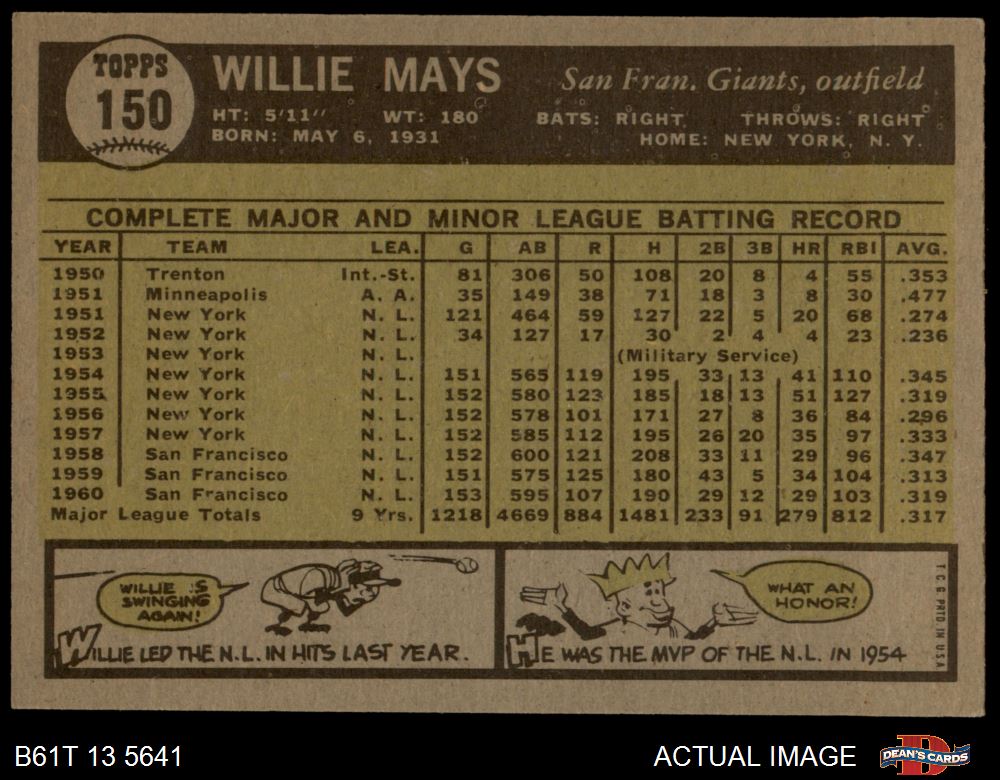 TOPPS
150
WILLIE MAYS
San Fran. Giants, outfield
HT: 5'11" WT: 180 BATS: RIGHT THROWS: RIGHT
BORN: MAY 6, 1931 HOME: NEW YORK, N. Y.
COMPLETE MAJOR AND MINOR LEAGUE BATTING RECORD
YEAR TEAM LEA. G AB R H 2B 3B HR RBI AVG.
1950 Trenton Int.-St. 81 306 50 108 20 8 4 55 .353
1951 Minneapolis A. A. 35 149 38 71 18 3 8 30 .477
1951 New York N. L. 121 464 59 127 22 5 20 68 .274
1952 New York N. L. 34 127 17 30 2 4 4 23 .236
1953 New York N. L. (Military Service)
1954 New York N. L. 151 565 119 195 33 13 41 110 .345
1955 New York N. L. 152 580 123 185 18 13 51 127 .319
1956 New York N. L. 152 578 101 171 27 8 36 84 .296
1957 New York N. L. 152 585 112 195 26 20 35 97 .333
1958 San Francisco N. L. 152 600 121 208 33 11 29 96 .347
1959 San Francisco N. L. 151 575 125 180 43 5 34 104 .313
1960 San Francisco N. L. 153 595 107 190 29 12 29 103 .319
Major League Totals 9 Yrs. 1218 4669 884 1481 233 91 279 812 .317
WILLIE IS
SWINGING
AGAIN!
WILLIE LED THE N.L. IN HITS LAST YEAR.
WHAT AN
HONOR!
HE WAS THE MVP OF THE N.L. IN 1954
T.C.G. PRTD. IN U.S.A.
B61T 13 5641
ACTUAL IMAGE
DEAN'S CARDS